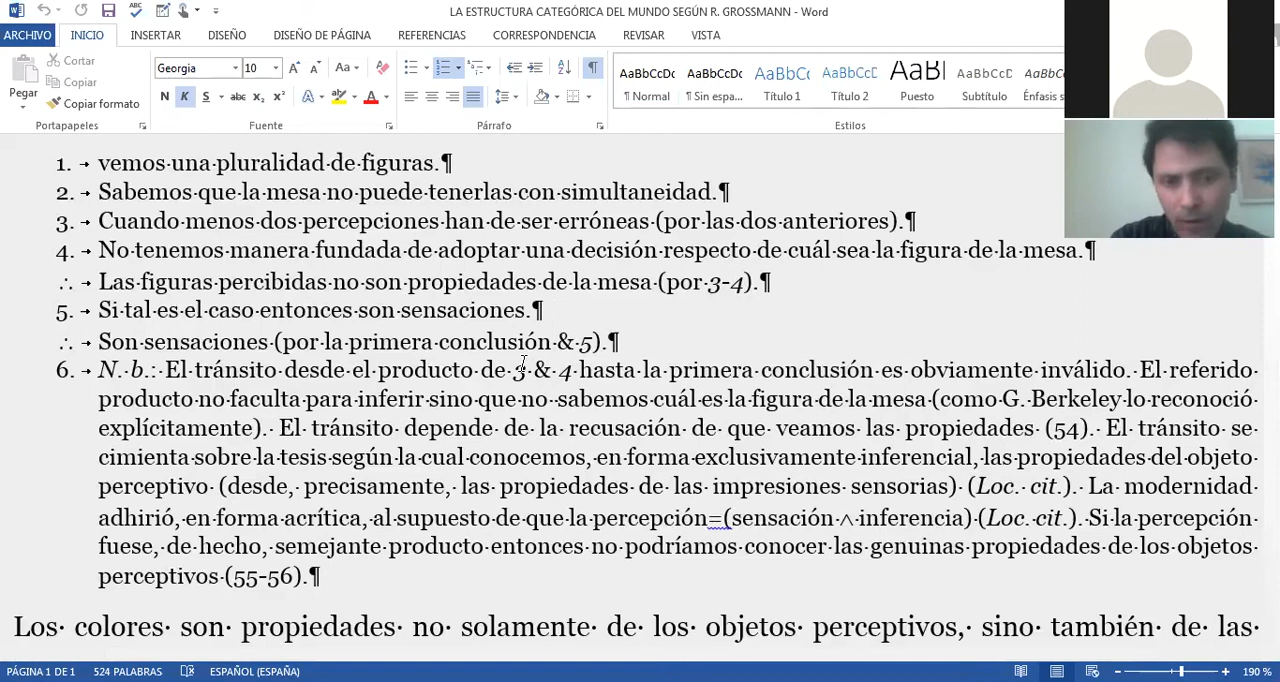 LA ESTRUCTURA CATEGÓRICA DEL MUNDO SEGÚN R. GROSSMANN - Word
ARCHIVO INICIO INSERTAR DISEÑO DISEÑO DE PÁGINA REFERENCIAS CORRESPONDENCIA REVISAR VISTA
Cortar
Copiar
Copiar formato
Pegar
Georgia 10
N K S abc x₂ x²
AaBbCcDc AaBbCcDc AaBbCcD AaBbCcD AaBl AaBbCcD AaBbCcD
¶ Normal ¶ Sin espa... Título 1 Título 2 Puesto Subtítulo Énfasis s
Portapapeles Fuente Párrafo Estilos
1. → vemos una pluralidad de figuras.¶
2. → Sabemos que la mesa no puede tenerlas con simultaneidad.¶
3. → Cuando menos dos percepciones han de ser erróneas (por las dos anteriores).¶
4. → No tenemos manera fundada de adoptar una decisión respecto de cuál sea la figura de la mesa.¶
∴ → Las figuras percibidas no son propiedades de la mesa (por 3-4).¶
5. → Si tal es el caso entonces son sensaciones.¶
∴ → Son sensaciones (por la primera conclusión & 5).¶
6. → N. b.: El tránsito desde el producto de 3 & 4 hasta la primera conclusión es obviamente inválido. El referido
producto no faculta para inferir sino que no sabemos cuál es la figura de la mesa (como G. Berkeley lo reconoció
explícitamente). El tránsito depende de la recusación de que veamos las propiedades (54). El tránsito se
cimienta sobre la tesis según la cual conocemos, en forma exclusivamente inferencial, las propiedades del objeto
perceptivo (desde, precisamente, las propiedades de las impresiones sensorias) (Loc. cit.). La modernidad
adhirió, en forma acrítica, al supuesto de que la percepción=(sensación ∧ inferencia) (Loc. cit.). Si la percepción
fuese, de hecho, semejante producto entonces no podríamos conocer las genuinas propiedades de los objetos
perceptivos (55-56).¶
Los colores son propiedades no solamente de los objetos perceptivos, sino también de las
PÁGINA 1 DE 1 524 PALABRAS ESPAÑOL (ESPAÑA) 190 %